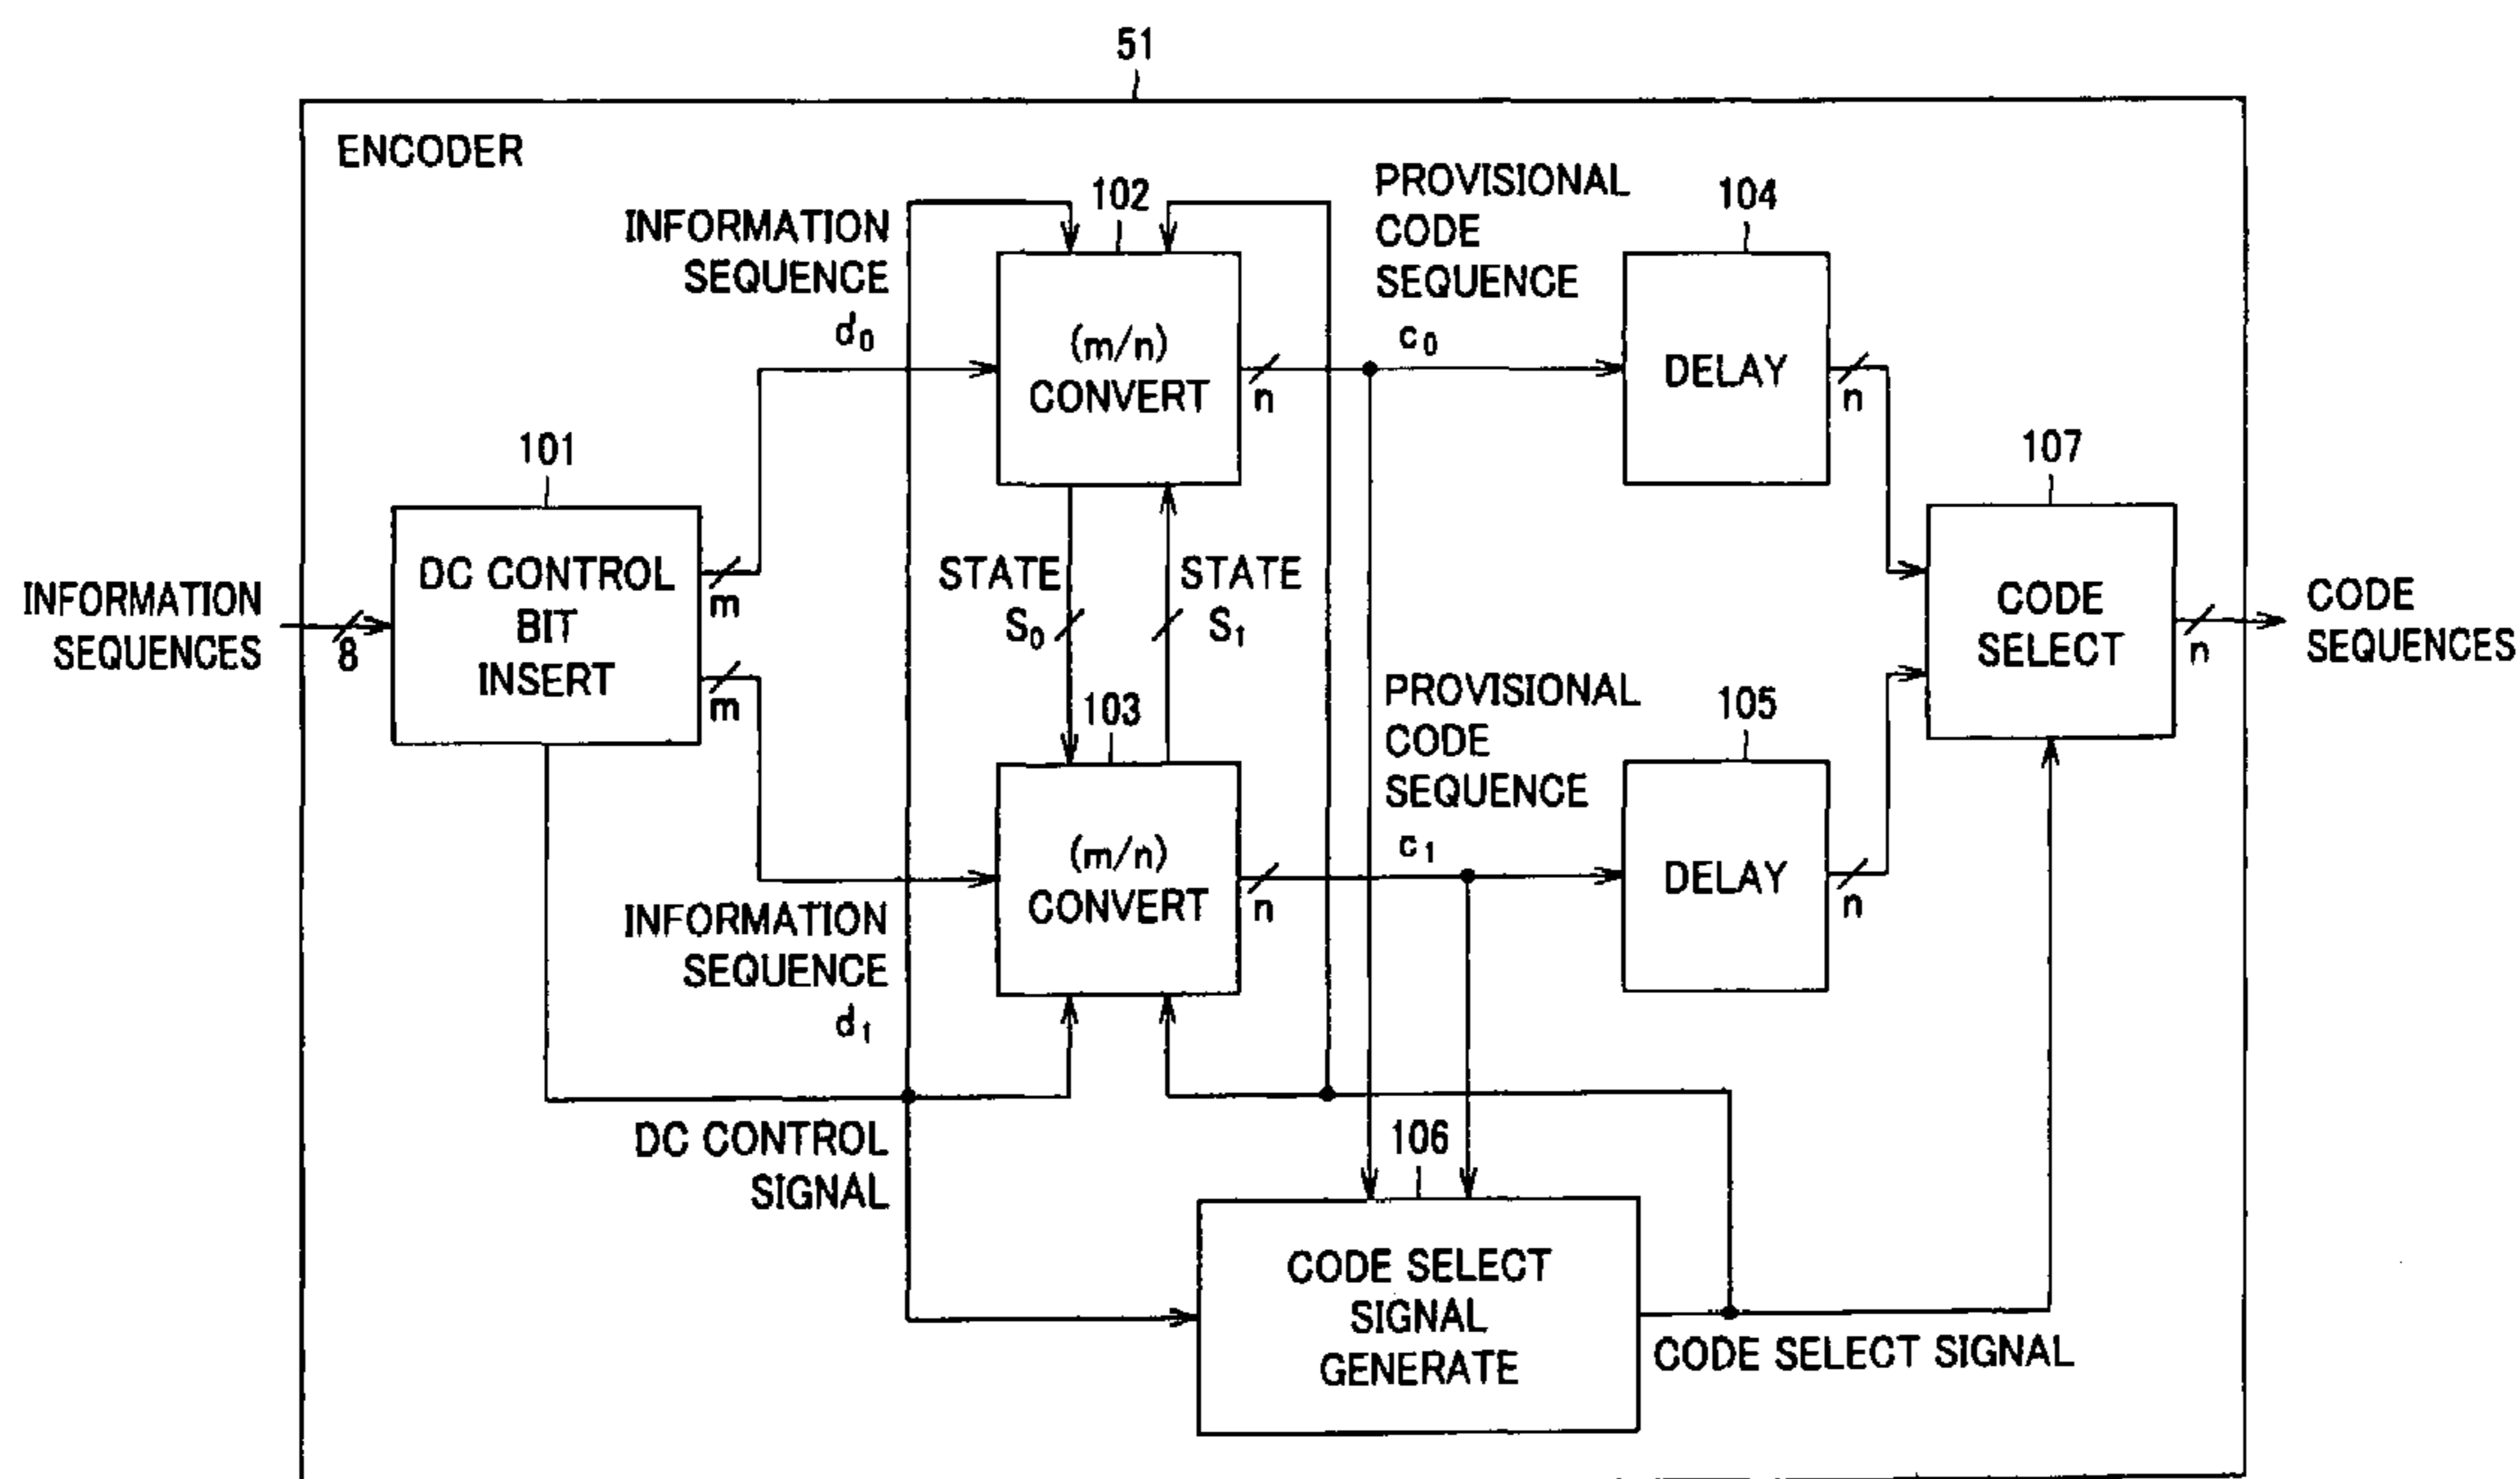 51
ENCODER
INFORMATION
SEQUENCES
8
101
DC CONTROL
BIT
INSERT
m
m
INFORMATION
SEQUENCE
d₀
102
(m/n)
CONVERT
n
PROVISIONAL
CODE
SEQUENCE
c₀
104
DELAY
n
STATE
S₀
STATE
S₁
INFORMATION
SEQUENCE
d₁
103
(m/n)
CONVERT
n
PROVISIONAL
CODE
SEQUENCE
c₁
105
DELAY
n
107
CODE
SELECT
n
CODE
SEQUENCES
DC CONTROL
SIGNAL
106
CODE SELECT
SIGNAL
GENERATE
CODE SELECT SIGNAL